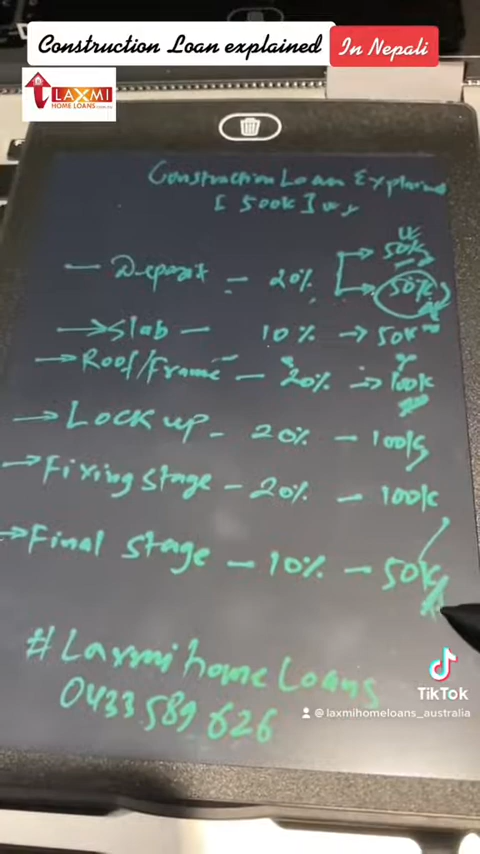 Construction Loan explained In Nepali
LAXMI
HOME LOANS
Construction Loan Explained
[ 500k ]
— Deposit — 20% → 50k
→ 50k
→ Slab — 10% → 50k
→ Roof/Frame — 20% → 100k
→ Lock up — 20% — 100k
→ Fixing stage — 20% — 100k
→ Final stage — 10% — 50k
#Laxmi home Loans
0433 589 626
TikTok
@laxmihomeloans_australia